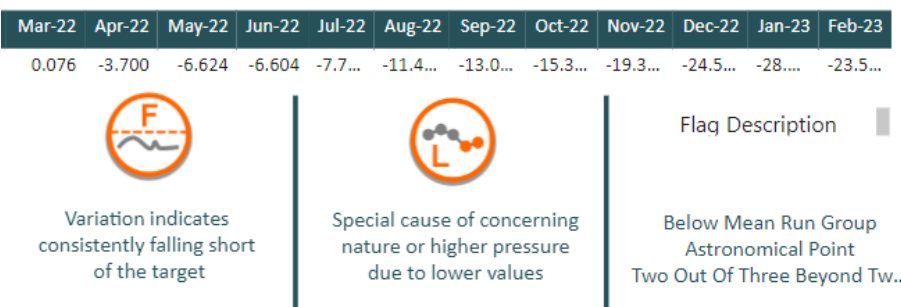 Mar-22 Apr-22 May-22 Jun-22 Jul-22 Aug-22 Sep-22 Oct-22 Nov-22 Dec-22 Jan-23 Feb-23
0.076 -3.700 -6.624 -6.604 -7.7... -11.4... -13.0... -15.3... -19.3... -24.5... -28.... -23.5...
F
L
Flag Description
Variation indicates
consistently falling short
of the target
Special cause of concerning
nature or higher pressure
due to lower values
Below Mean Run Group
Astronomical Point
Two Out Of Three Beyond Tw..